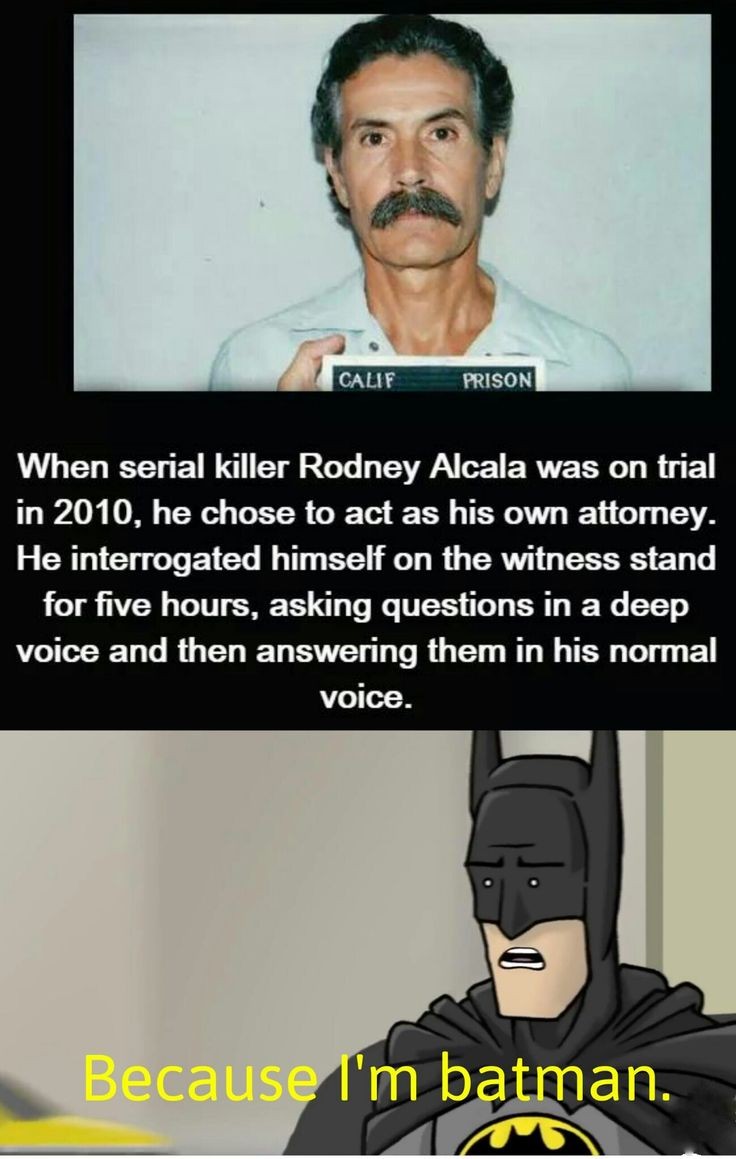 CALIF PRISON
When serial killer Rodney Alcala was on trial
in 2010, he chose to act as his own attorney.
He interrogated himself on the witness stand
for five hours, asking questions in a deep
voice and then answering them in his normal
voice.
Because I'm batman.